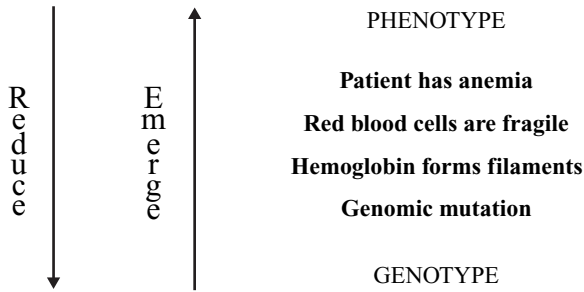 Reduce
Emerge
PHENOTYPE
Patient has anemia
Red blood cells are fragile
Hemoglobin forms filaments
Genomic mutation
GENOTYPE